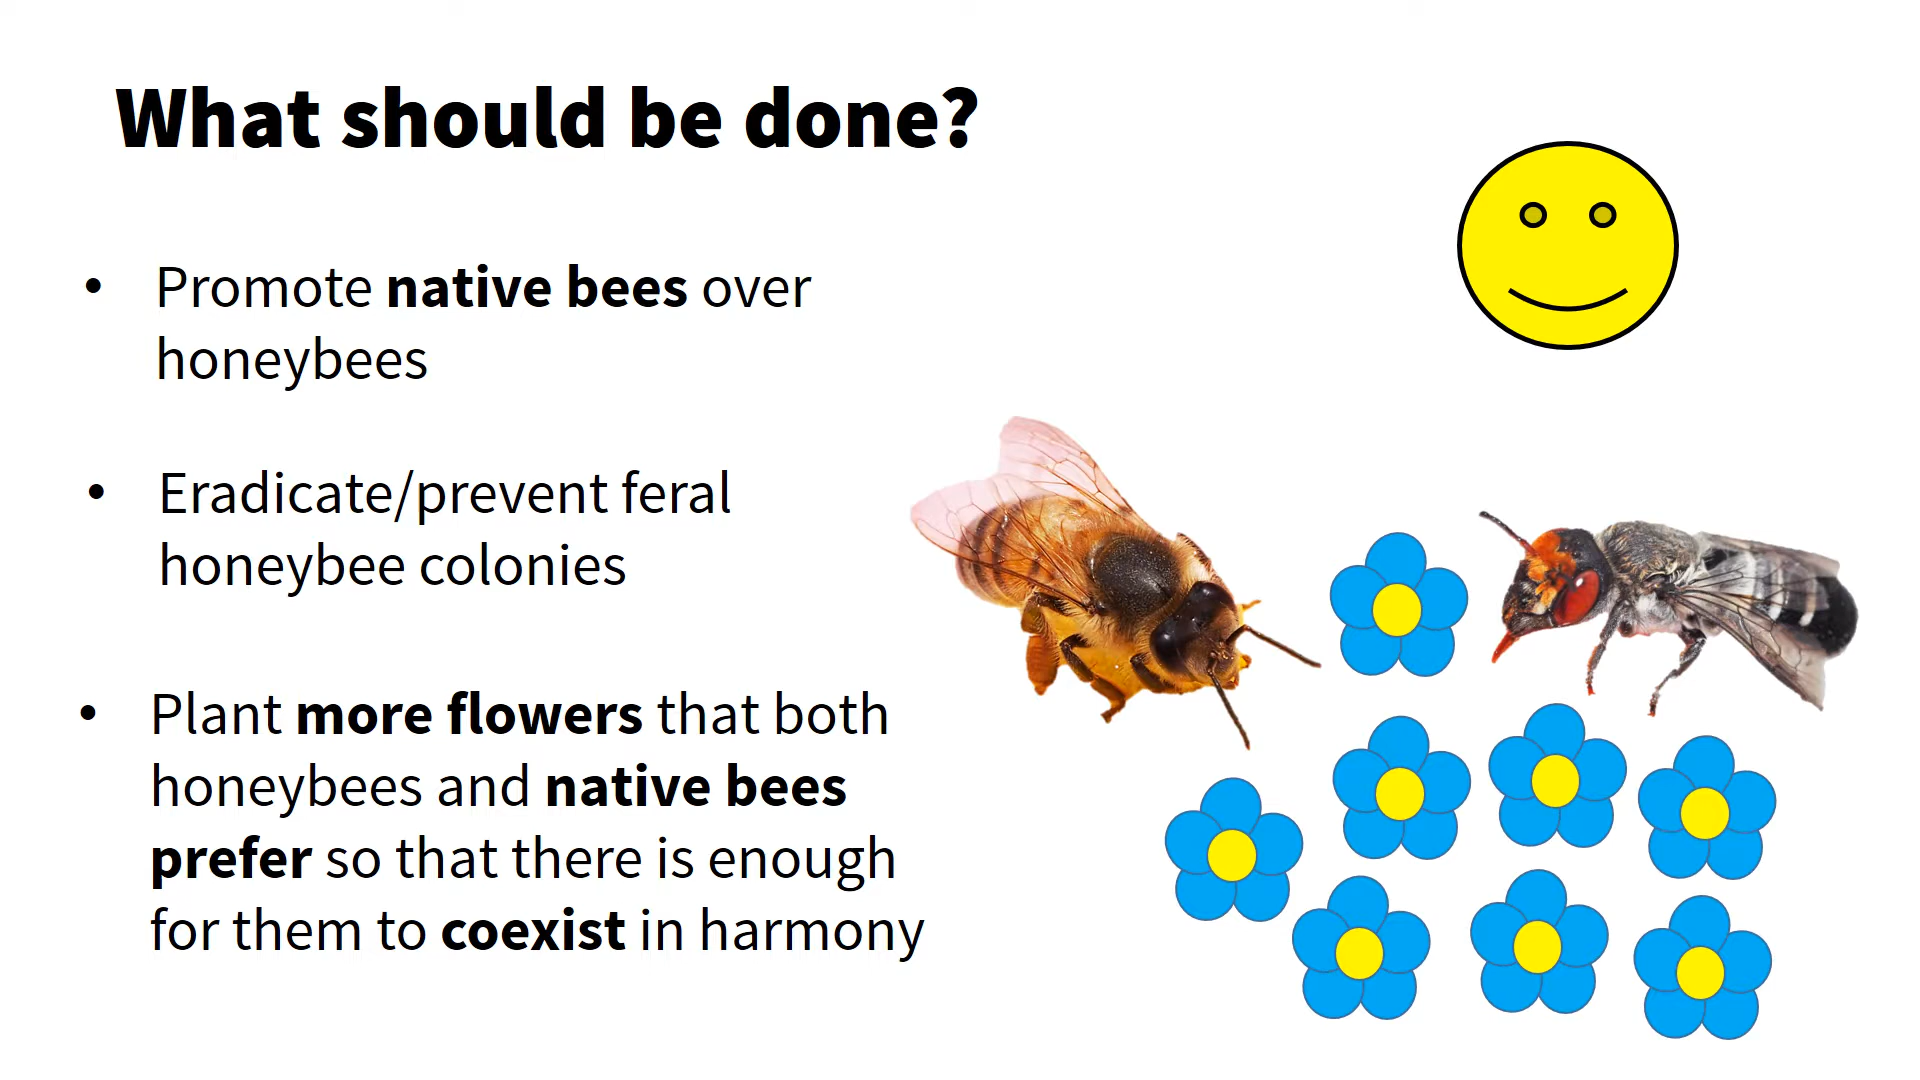 What should be done?
• Promote native bees over
honeybees
• Eradicate/prevent feral
honeybee colonies
• Plant more flowers that both
honeybees and native bees
prefer so that there is enough
for them to coexist in harmony